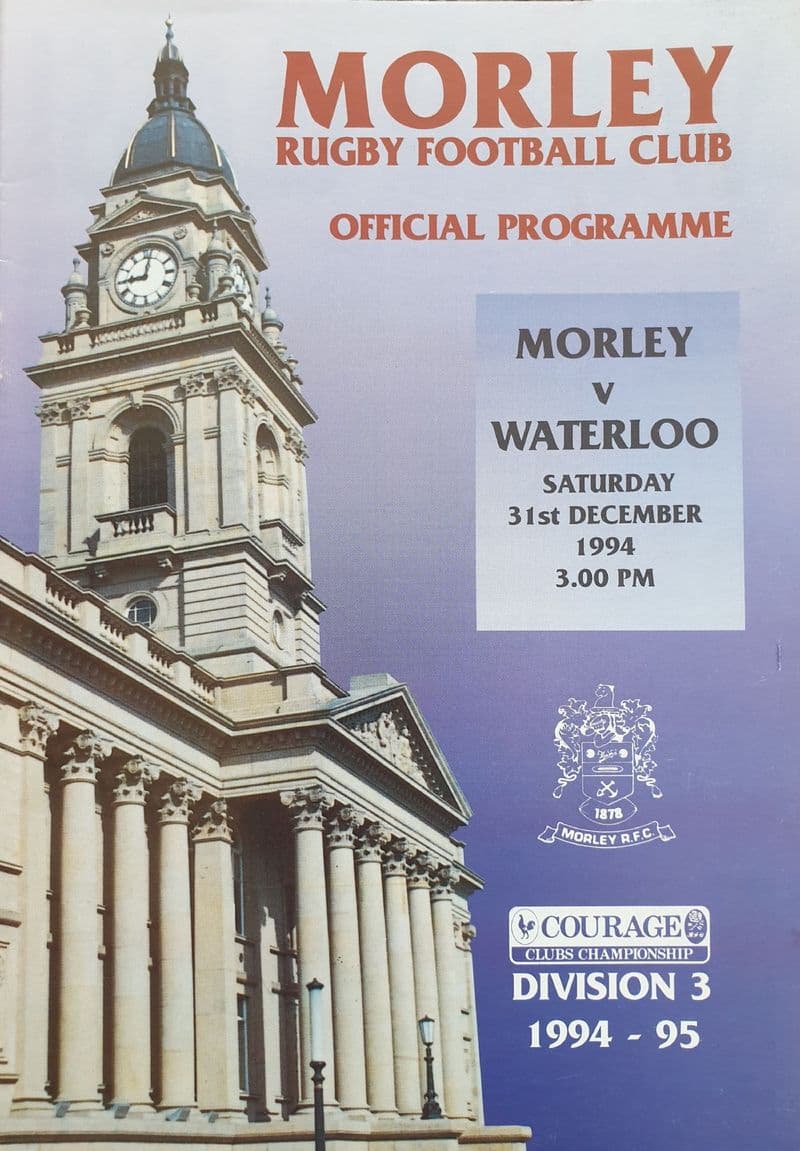 MORLEY
RUGBY FOOTBALL CLUB
OFFICIAL PROGRAMME
MORLEY
v
WATERLOO
SATURDAY
31st DECEMBER
1994
3.00 PM
1878
MORLEY R.F.C.
COURAGE
CLUBS CHAMPIONSHIP
DIVISION 3
1994 - 95